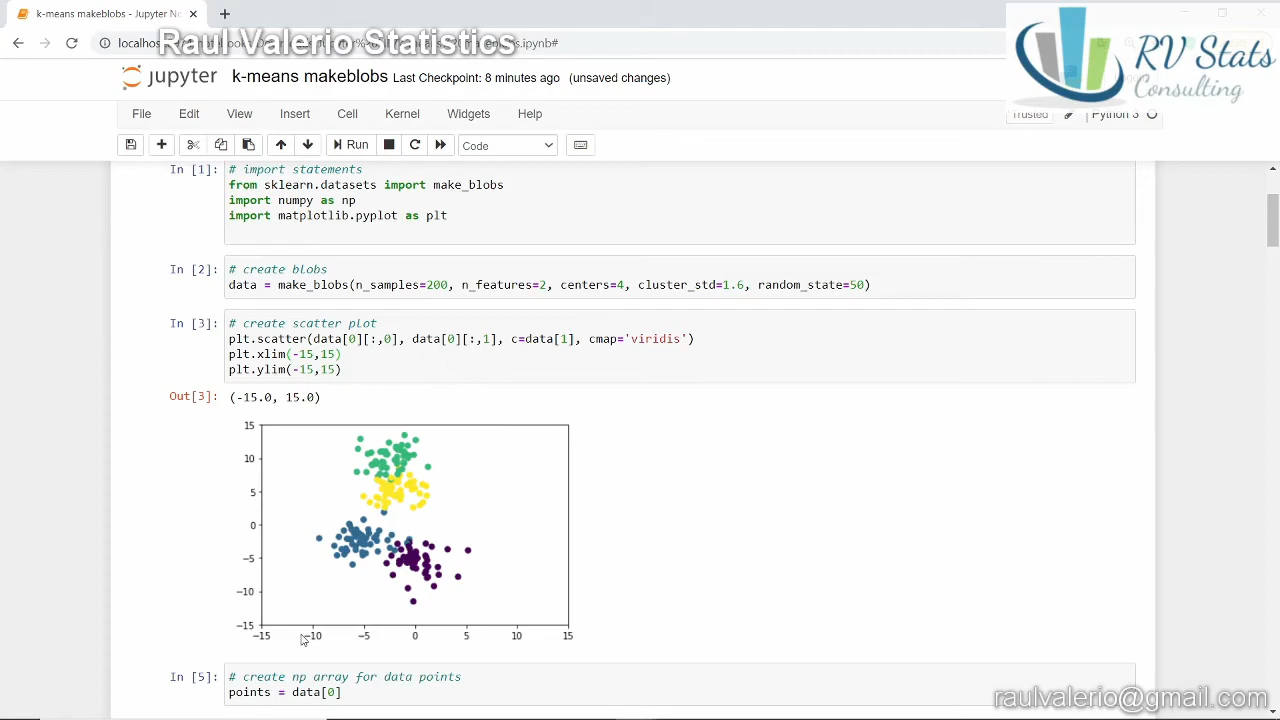 k-means makeblobs - Jupyter No
Raul Valerio Statistics
RV Stats
Consulting
jupyter k-means makeblobs Last Checkpoint: 8 minutes ago (unsaved changes)
File Edit View Insert Cell Kernel Widgets Help
Trusted Python 3
Run Code
In [1]: # import statements
from sklearn.datasets import make_blobs
import numpy as np
import matplotlib.pyplot as plt
In [2]: # create blobs
data = make_blobs(n_samples=200, n_features=2, centers=4, cluster_std=1.6, random_state=50)
In [3]: # create scatter plot
plt.scatter(data[0][:,0], data[0][:,1], c=data[1], cmap='viridis')
plt.xlim(-15,15)
plt.ylim(-15,15)
Out[3]: (-15.0, 15.0)
15
10
5
0
−5
−10
−15
−15 −10 −5 0 5 10 15
In [5]: # create np array for data points
points = data[0]
raulvalerio@gmail.com